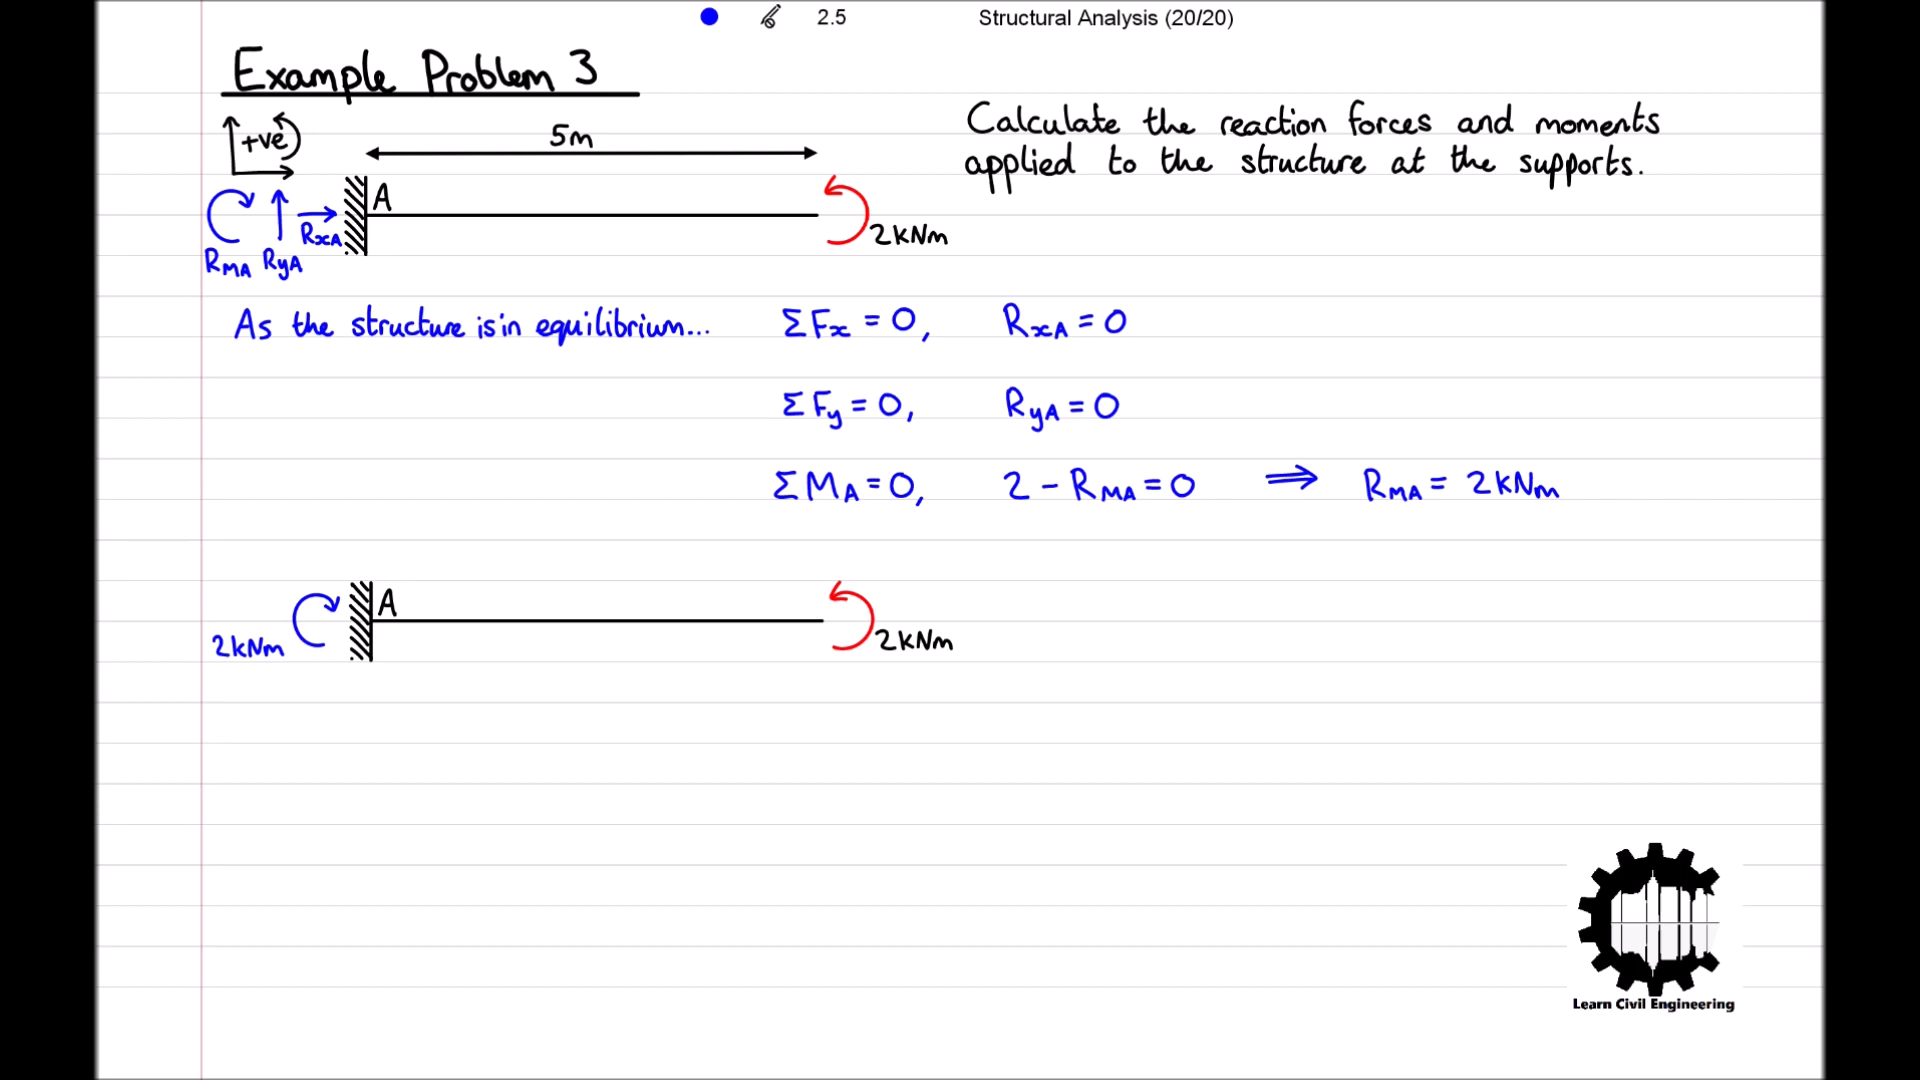 2.5 Structural Analysis (20/20)
Example Problem 3
Calculate the reaction forces and moments
applied to the structure at the supports.
+ve
5m
A
RxA
RMA RyA
2kNm
As the structure is in equilibrium... ΣFx = 0, RxA = 0
ΣFy = 0, RyA = 0
ΣMA = 0, 2 - RMA = 0 ⟹ RMA = 2kNm
A
2kNm
2kNm
Learn Civil Engineering